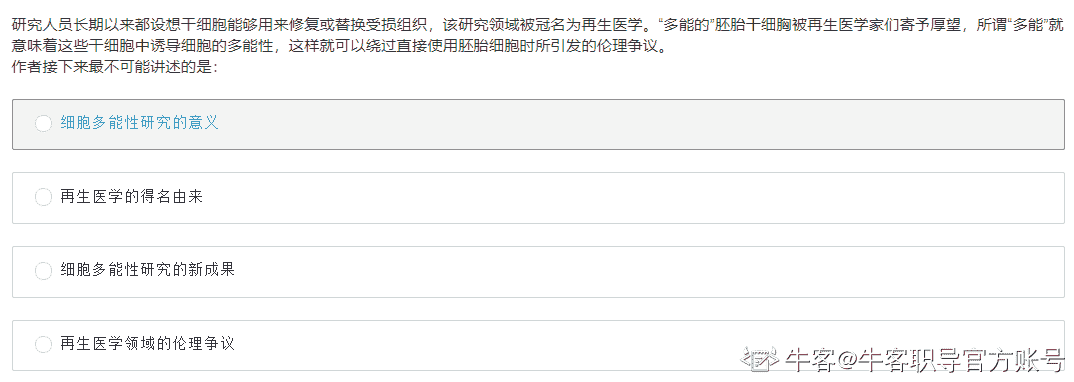 研究人员长期以来都设想干细胞能够用来修复或替换受损组织，该研究领域被冠名为再生医学。“多能的”胚胎干细胸被再生医学家们寄予厚望，所谓“多能”就
意味着这些干细胞中诱导细胞的多能性，这样就可以绕过直接使用胚胎细胞时所引发的伦理争议。
作者接下来最不可能讲述的是：
细胞多能性研究的意义
再生医学的得名由来
细胞多能性研究的新成果
再生医学领域的伦理争议
牛客@牛客职导官方账号